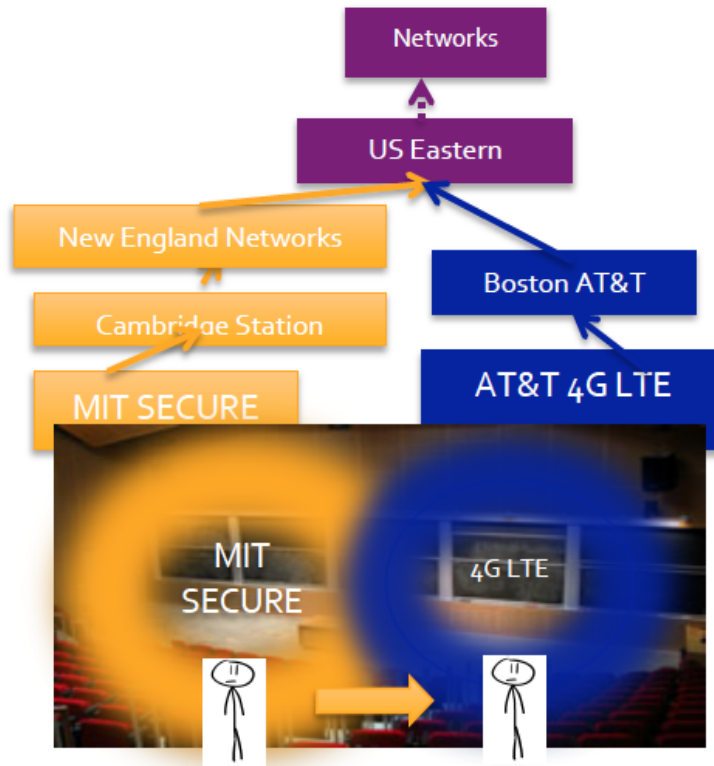 Networks
US Eastern
New England Networks
Boston AT&T
Cambridge Station
MIT SECURE
AT&T 4G LTE
MIT
SECURE
4G LTE